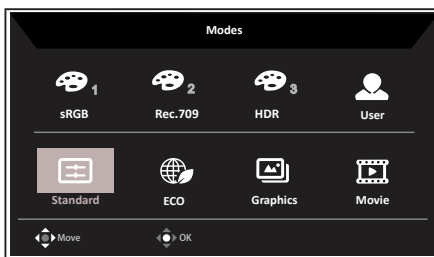 Modes
1 2 3
sRGB Rec.709 HDR User
Standard ECO Graphics Movie
Move OK